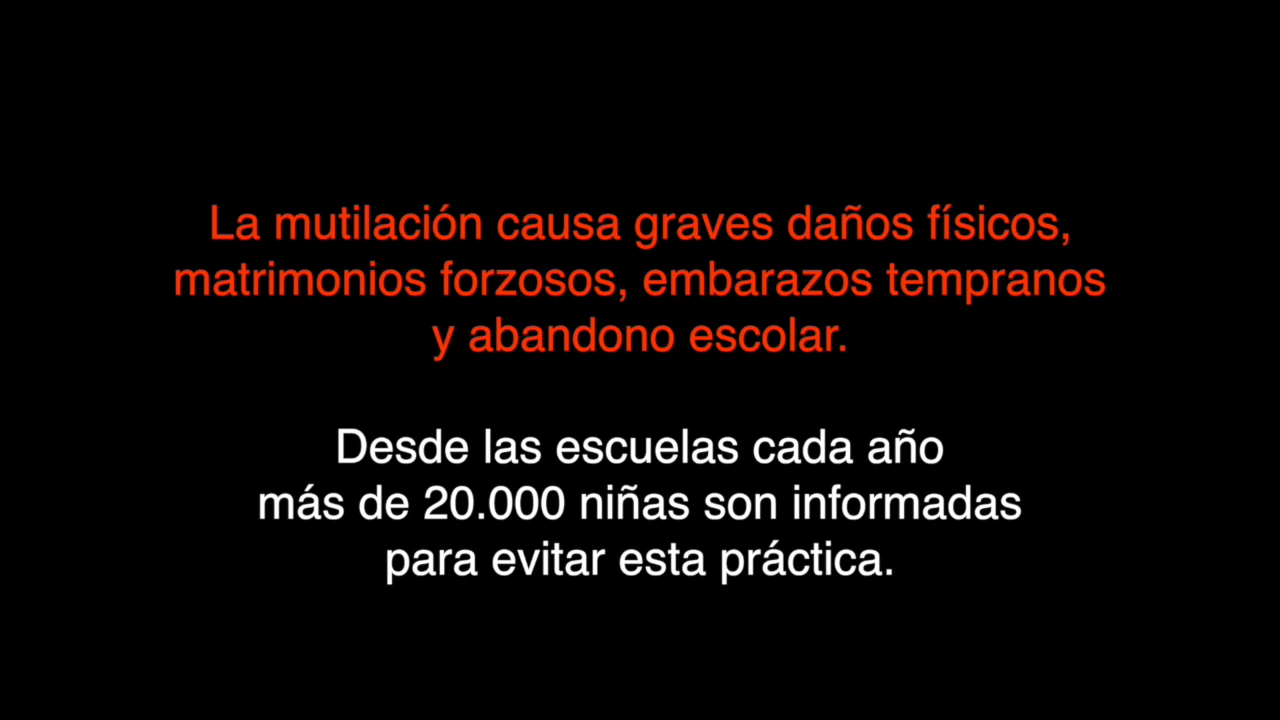 La mutilación causa graves daños físicos,
matrimonios forzosos, embarazos tempranos
y abandono escolar.
Desde las escuelas cada año
más de 20.000 niñas son informadas
para evitar esta práctica.